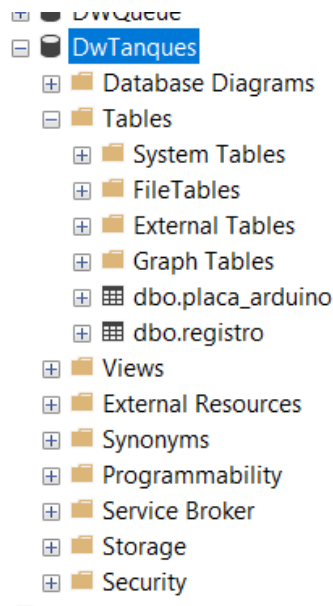 DWQueue
DwTanques
Database Diagrams
Tables
System Tables
FileTables
External Tables
Graph Tables
dbo.placa_arduino
dbo.registro
Views
External Resources
Synonyms
Programmability
Service Broker
Storage
Security